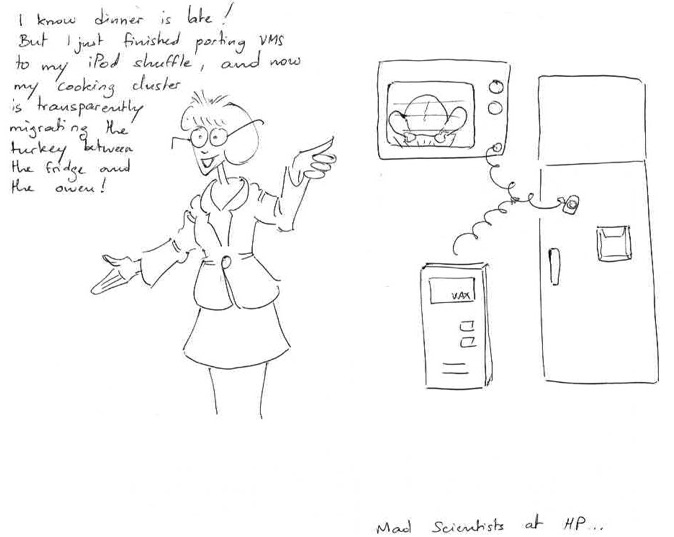 I know dinner is late!
But I just finished porting VMS
to my iPod shuffle, and now
my cooking cluster
is transparently
migrating the
turkey between
the fridge and
the owen!
VAX
Mad Scientists at HP...